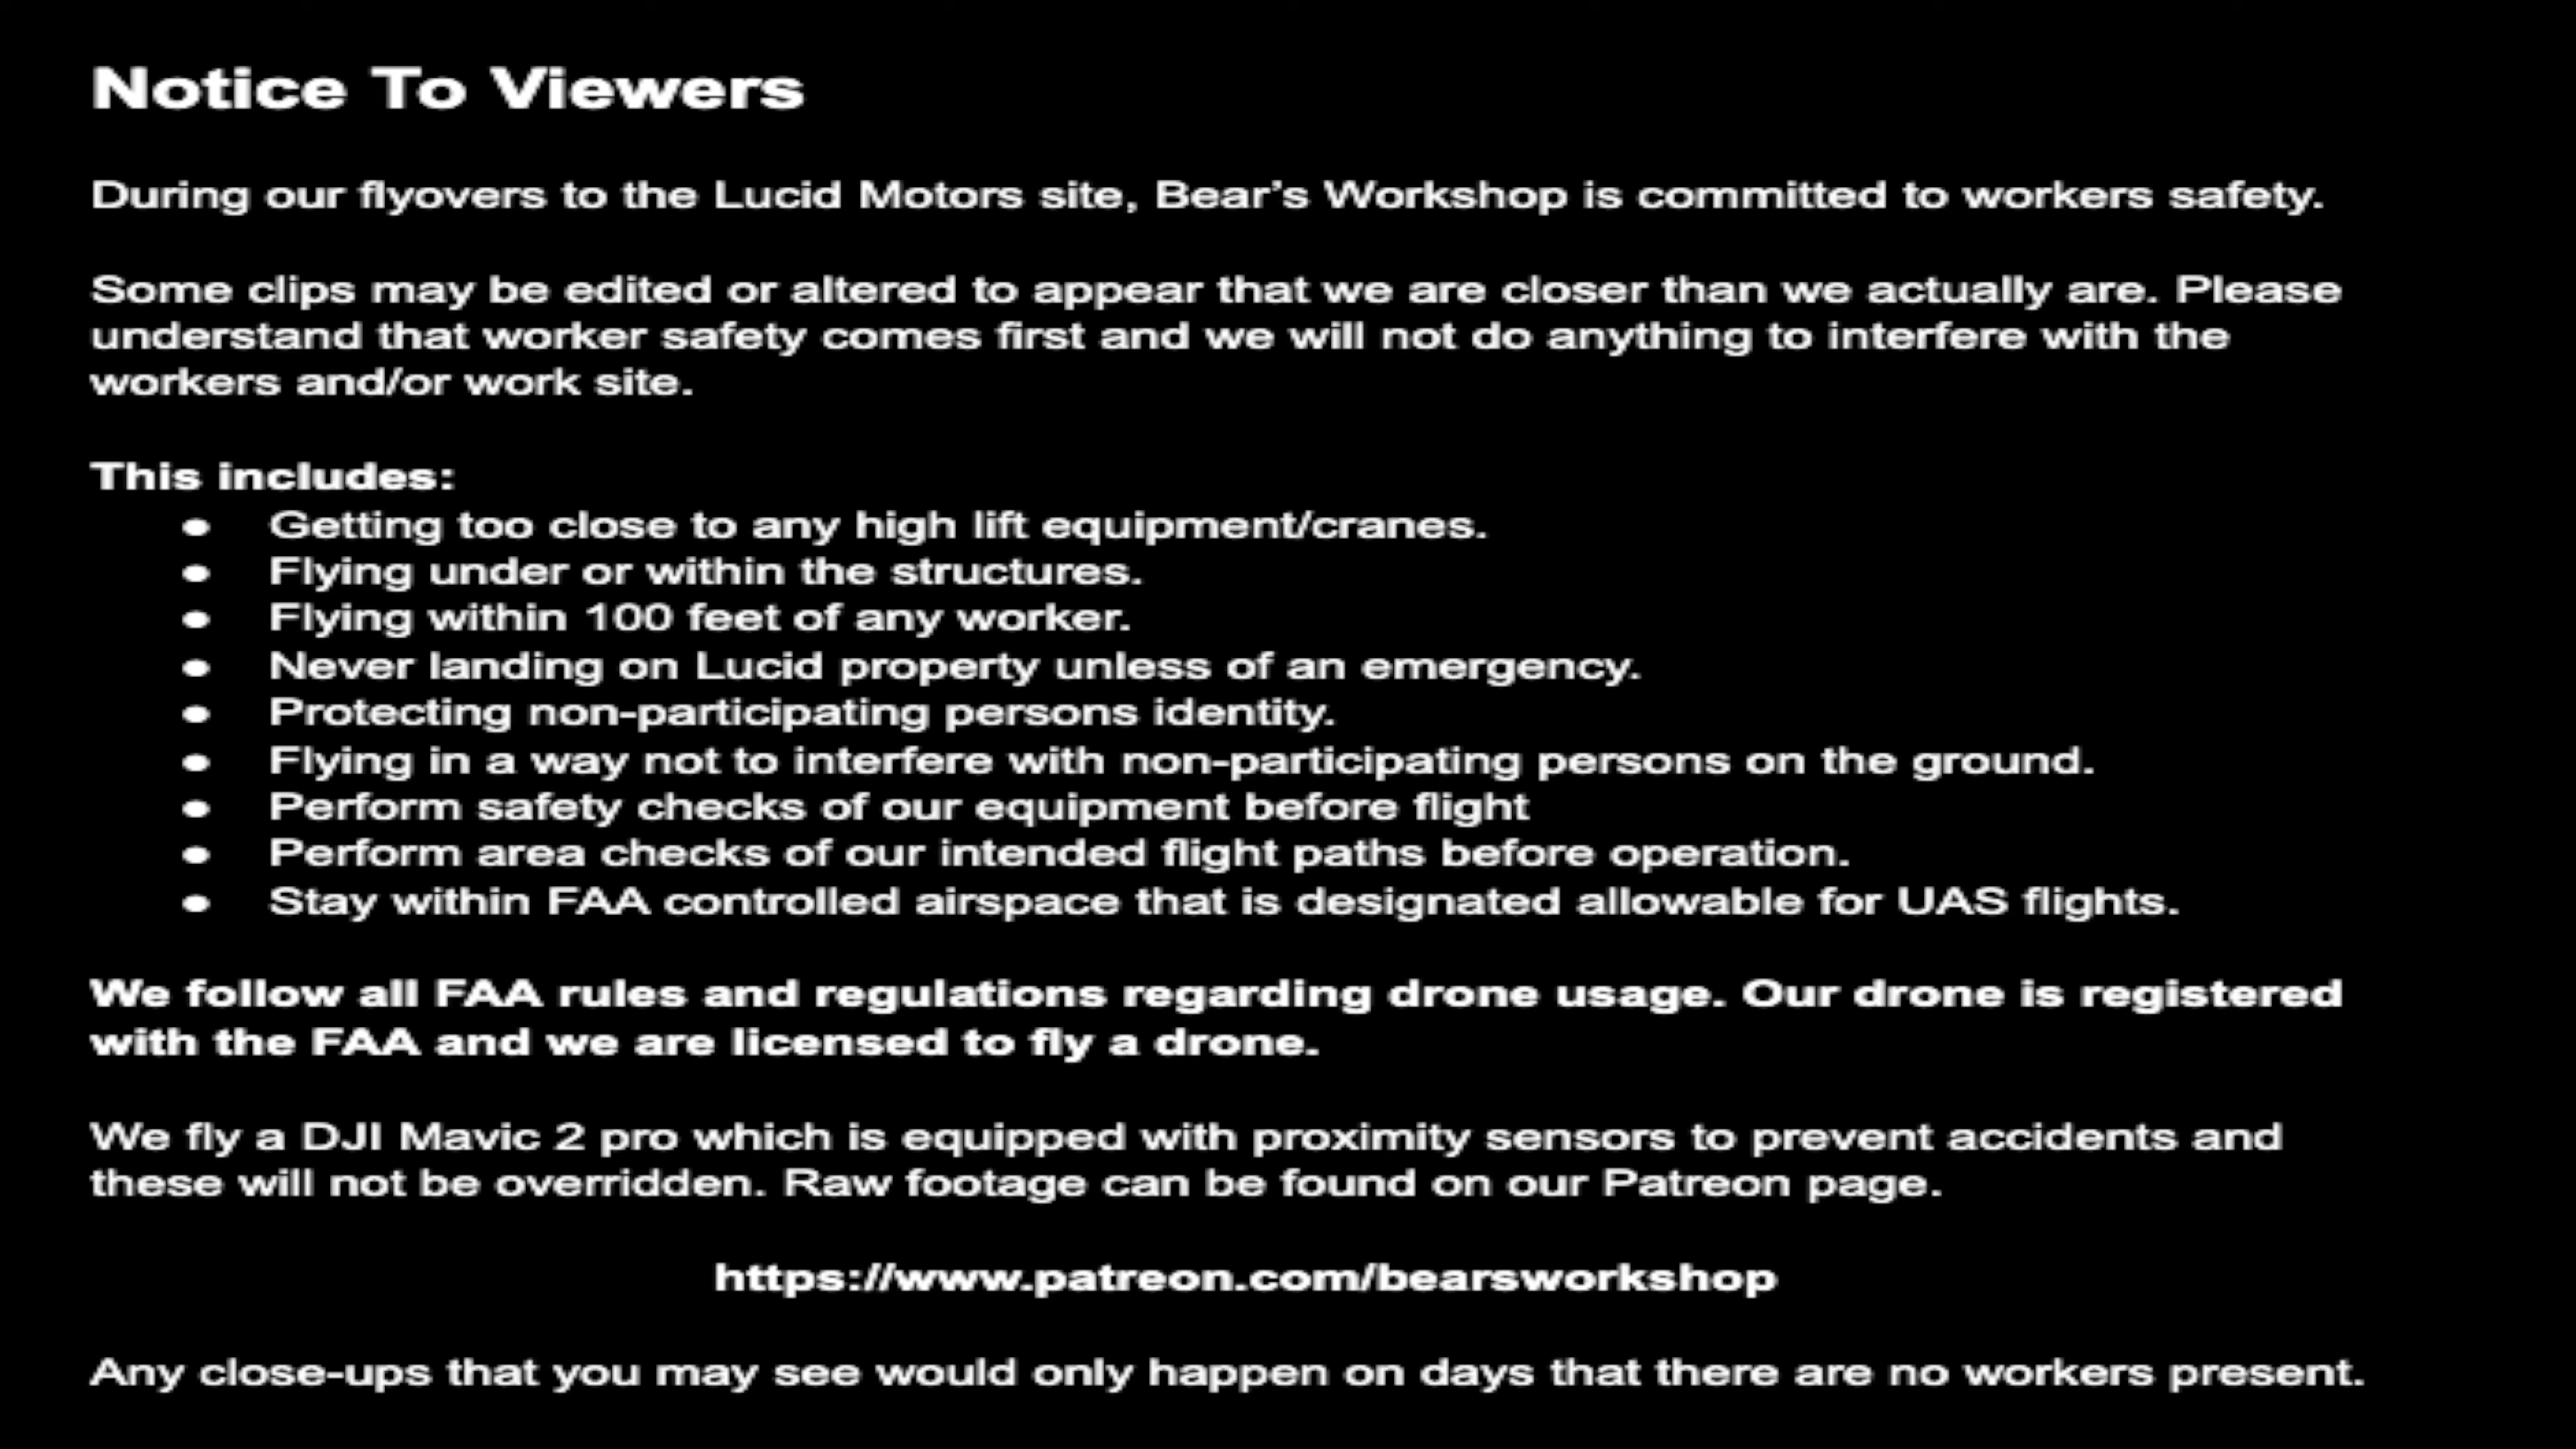 Notice To Viewers
During our flyovers to the Lucid Motors site, Bear’s Workshop is committed to workers safety.
Some clips may be edited or altered to appear that we are closer than we actually are. Please
understand that worker safety comes first and we will not do anything to interfere with the
workers and/or work site.
This includes:
● Getting too close to any high lift equipment/cranes.
● Flying under or within the structures.
● Flying within 100 feet of any worker.
● Never landing on Lucid property unless of an emergency.
● Protecting non-participating persons identity.
● Flying in a way not to interfere with non-participating persons on the ground.
● Perform safety checks of our equipment before flight
● Perform area checks of our intended flight paths before operation.
● Stay within FAA controlled airspace that is designated allowable for UAS flights.
We follow all FAA rules and regulations regarding drone usage. Our drone is registered
with the FAA and we are licensed to fly a drone.
We fly a DJI Mavic 2 pro which is equipped with proximity sensors to prevent accidents and
these will not be overridden. Raw footage can be found on our Patreon page.
https://www.patreon.com/bearsworkshop
Any close-ups that you may see would only happen on days that there are no workers present.